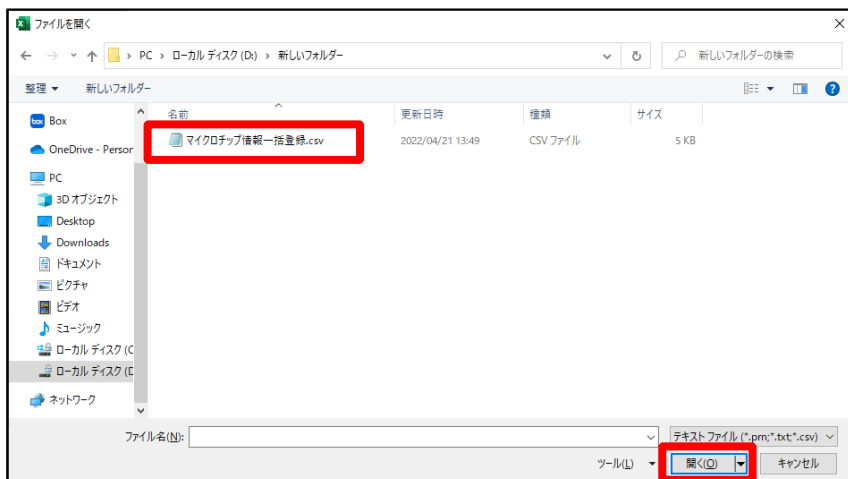 ファイルを開く
PC › ローカル ディスク (D:) › 新しいフォルダー
新しいフォルダーの検索
整理 新しいフォルダー
名前 更新日時 種類 サイズ
マイクロチップ情報一括登録.csv 2022/04/21 13:49 CSV ファイル 5 KB
box Box
OneDrive - Person
PC
3D オブジェクト
Desktop
Downloads
ドキュメント
ピクチャ
ビデオ
ミュージック
ローカル ディスク (C
ローカル ディスク (D
ネットワーク
ファイル名(N):
テキスト ファイル (*.prn;*.txt;*.csv)
ツール(L) 開く(O) キャンセル